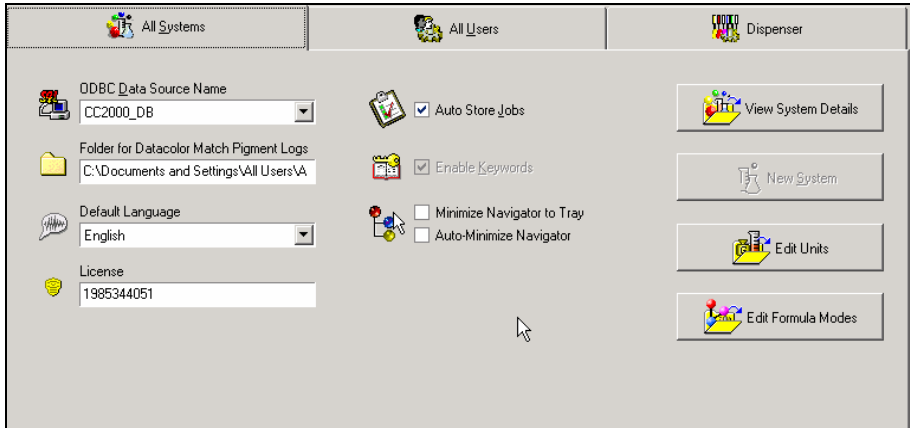 All Systems
All Users
Dispenser
ODBC Data Source Name
CC2000_DB
Folder for Datacolor Match Pigment Logs
C:\Documents and Settings\All Users\A
Default Language
English
License
1985344051
Auto Store Jobs
Enable Keywords
Minimize Navigator to Tray
Auto-Minimize Navigator
View System Details
New System
Edit Units
Edit Formula Modes